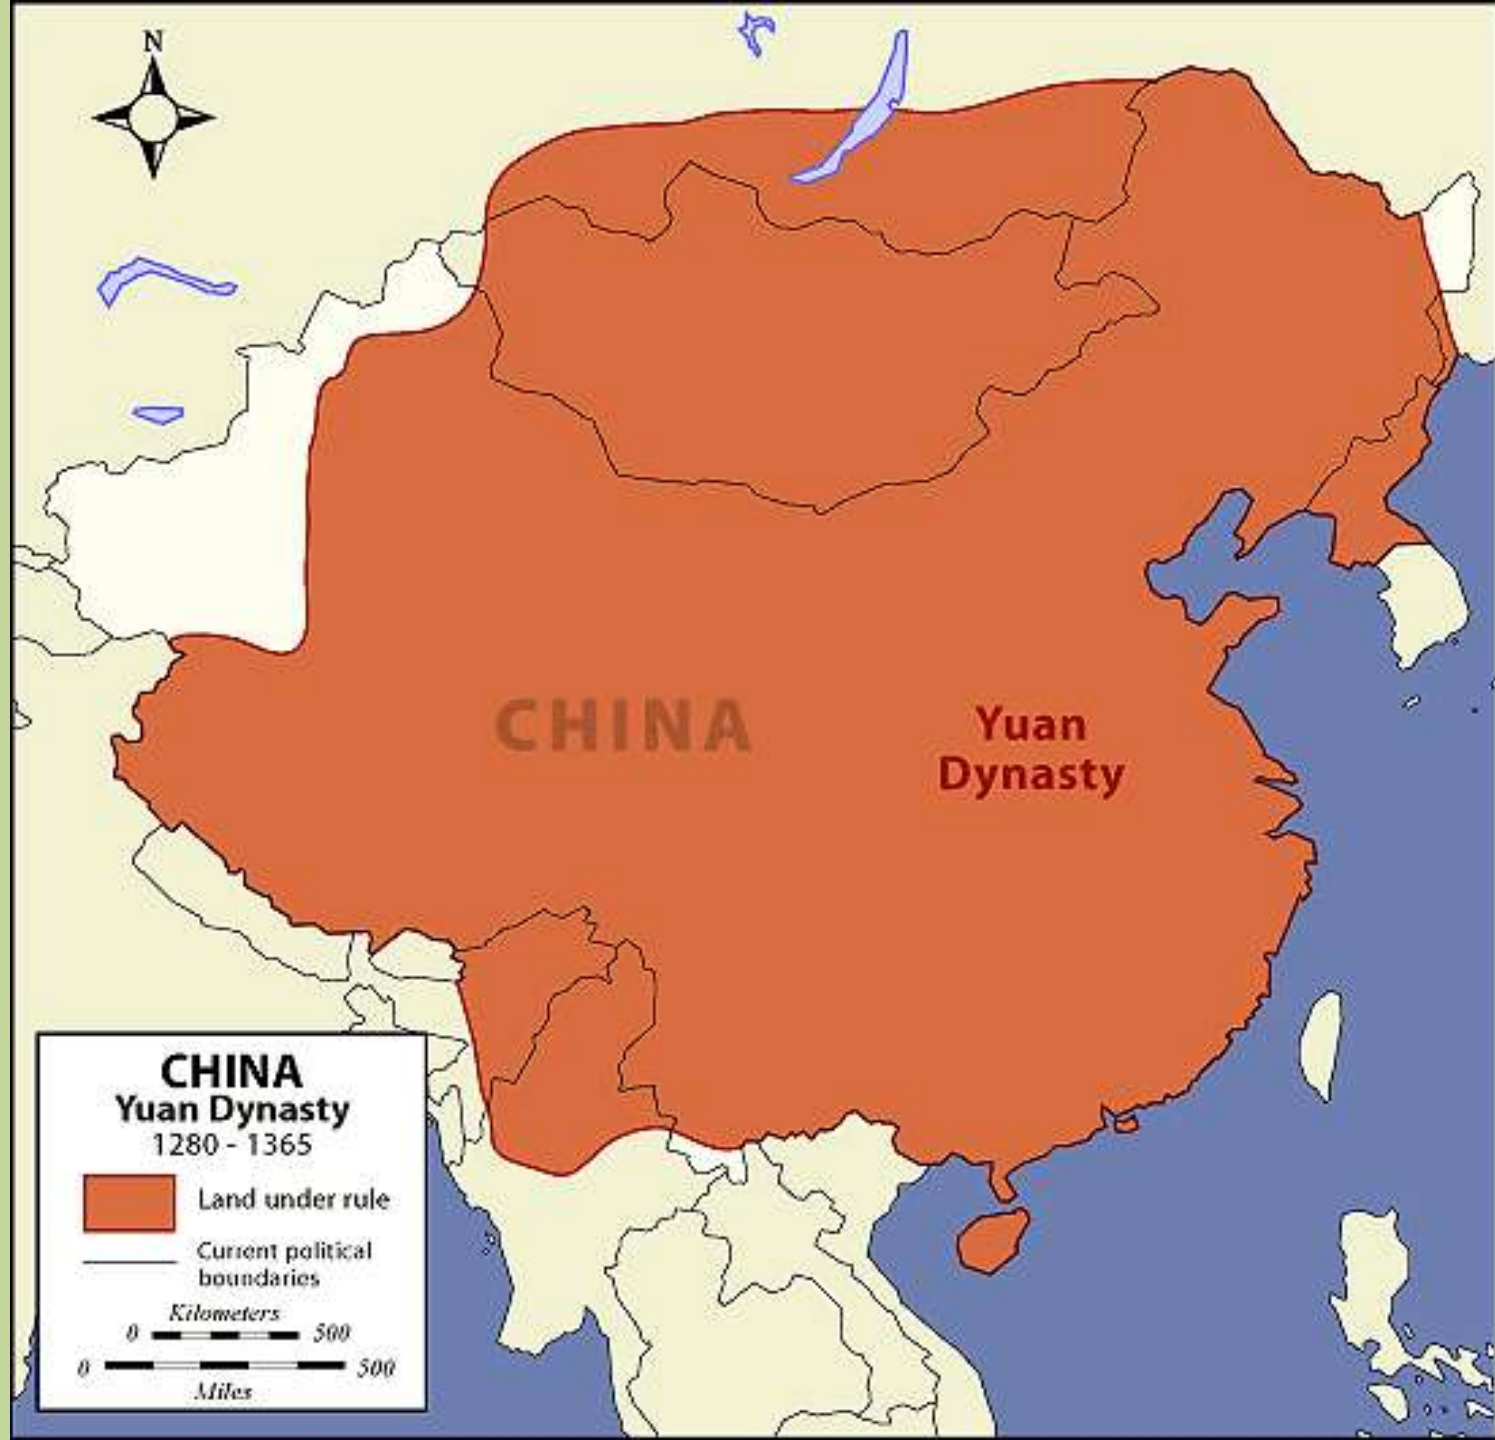 N
CHINA
Yuan
Dynasty
CHINA
Yuan Dynasty
1280 - 1365
Land under rule
Current political
boundaries
Kilometers
0 500
0 500
Miles